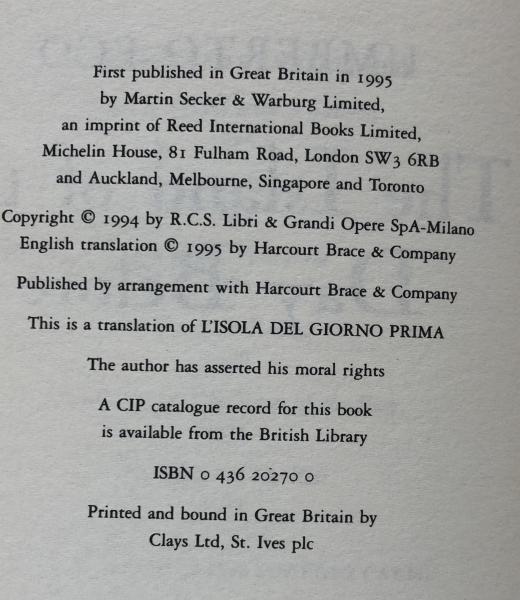 First published in Great Britain in 1995
by Martin Secker & Warburg Limited,
an imprint of Reed International Books Limited,
Michelin House, 81 Fulham Road, London SW3 6RB
and Auckland, Melbourne, Singapore and Toronto
Copyright © 1994 by R.C.S. Libri & Grandi Opere SpA-Milano
English translation © 1995 by Harcourt Brace & Company
Published by arrangement with Harcourt Brace & Company
This is a translation of L'ISOLA DEL GIORNO PRIMA
The author has asserted his moral rights
A CIP catalogue record for this book
is available from the British Library
ISBN 0 436 20270 0
Printed and bound in Great Britain by
Clays Ltd, St. Ives plc